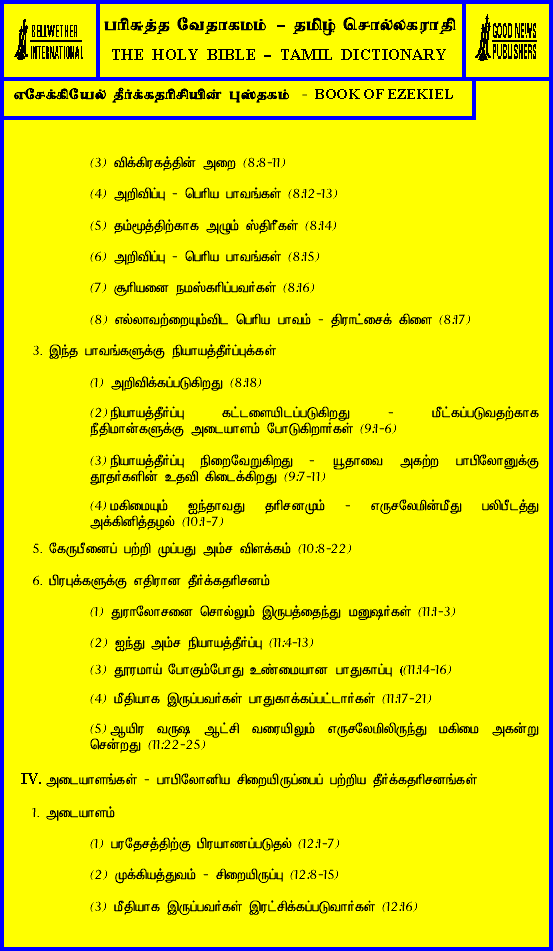 BELLWETHER
INTERNATIONAL
பரிசுத்த வேதாகமம் – தமிழ் சொல்லகராதி
THE HOLY BIBLE – TAMIL DICTIONARY
GOOD NEWS
PUBLISHERS
எசேக்கியேல் தீர்க்கதரிசியின் புஸ்தகம் - BOOK OF EZEKIEL
(3) விக்கிரகத்தின் அறை (8:8-11)
(4) அறிவிப்பு - பெரிய பாவங்கள் (8:12-13)
(5) தம்மூத்திற்காக அழும் ஸ்திரீகள் (8:14)
(6) அறிவிப்பு - பெரிய பாவங்கள் (8:15)
(7) சூரியனை நமஸ்கரிப்பவர்கள் (8:16)
(8) எல்லாவற்றையும்விட பெரிய பாவம் - திராட்சைக் கிளை (8:17)
3. இந்த பாவங்களுக்கு நியாயத்தீர்ப்புக்கள்
(1) அறிவிக்கப்படுகிறது (8:18)
(2) நியாயத்தீர்ப்பு கட்டளையிடப்படுகிறது - மீட்கப்படுவதற்காக
நீதிமான்களுக்கு அடையாளம் போடுகிறார்கள் (9:1-6)
(3) நியாயத்தீர்ப்பு நிறைவேறுகிறது - யூதாவை அகற்ற பாபிலோனுக்கு
தூதர்களின் உதவி கிடைக்கிறது (9:7-11)
(4) மகிமையும் ஐந்தாவது தரிசனமும் - எருசலேமின்மீது பலிபீடத்து
அக்கினித்தழல் (10:1-7)
5. கேருபீனைப் பற்றி முப்பது அம்ச விளக்கம் (10:8-22)
6. பிரபுக்களுக்கு எதிரான தீர்க்கதரிசனம்
(1) துராலோசனை சொல்லும் இருபத்தைந்து மனுஷர்கள் (11:1-3)
(2) ஐந்து அம்ச நியாயத்தீர்ப்பு (11:4-13)
(3) தூரமாய் போகும்போது உண்மையான பாதுகாப்பு ((11:14-16)
(4) மீதியாக இருப்பவர்கள் பாதுகாக்கப்பட்டார்கள் (11:17-21)
(5) ஆயிர வருஷ ஆட்சி வரையிலும் எருசலேமிலிருந்து மகிமை அகன்று
சென்றது (11:22-25)
IV. அடையாளங்கள் - பாபிலோனிய சிறையிருப்பைப் பற்றிய தீர்க்கதரிசனங்கள்
1. அடையாளம்
(1) பரதேசத்திற்கு பிரயாணப்படுதல் (12:1-7)
(2) முக்கியத்துவம் - சிறையிருப்பு (12:8-15)
(3) மீதியாக இருப்பவர்கள் இரட்சிக்கப்படுவார்கள் (12:16)